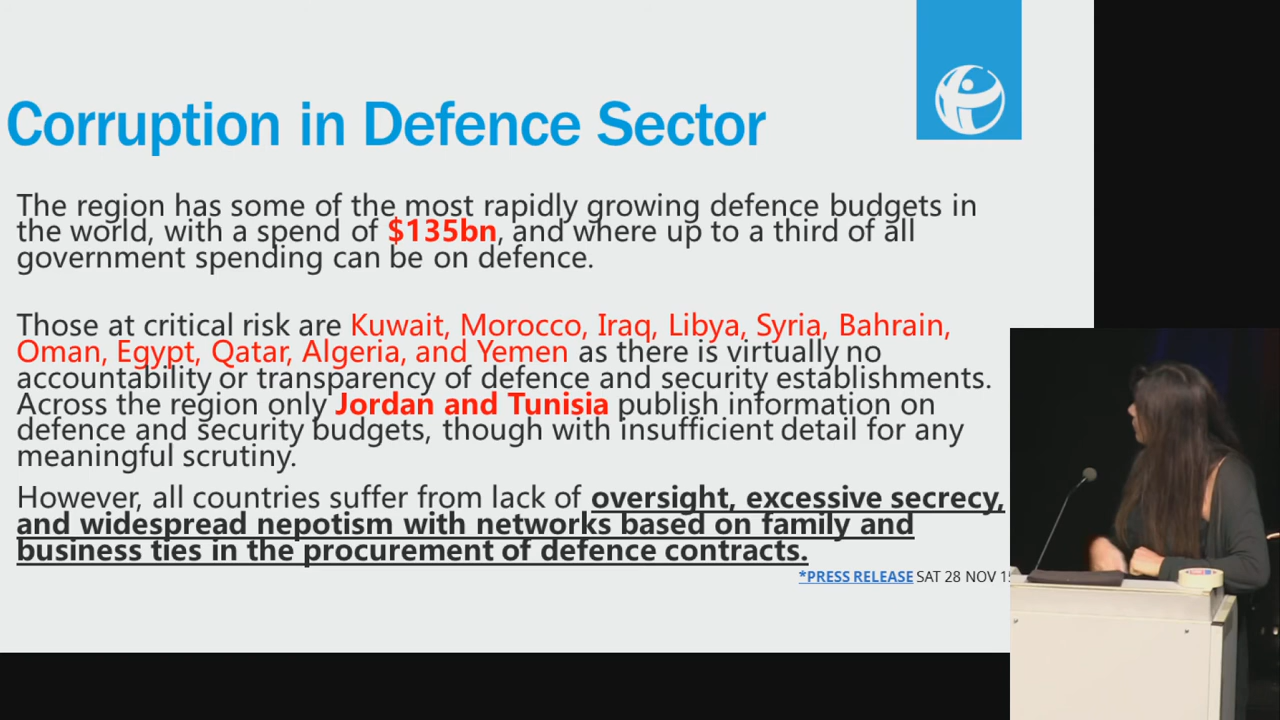 Corruption in Defence Sector
The region has some of the most rapidly growing defence budgets in
the world, with a spend of $135bn, and where up to a third of all
government spending can be on defence.
Those at critical risk are Kuwait, Morocco, Iraq, Libya, Syria, Bahrain,
Oman, Egypt, Qatar, Algeria, and Yemen as there is virtually no
accountability or transparency of defence and security establishments.
Across the region only Jordan and Tunisia publish information on
defence and security budgets, though with insufficient detail for any
meaningful scrutiny.
However, all countries suffer from lack of oversight, excessive secrecy,
and widespread nepotism with networks based on family and
business ties in the procurement of defence contracts.
*PRESS RELEASE SAT 28 NOV